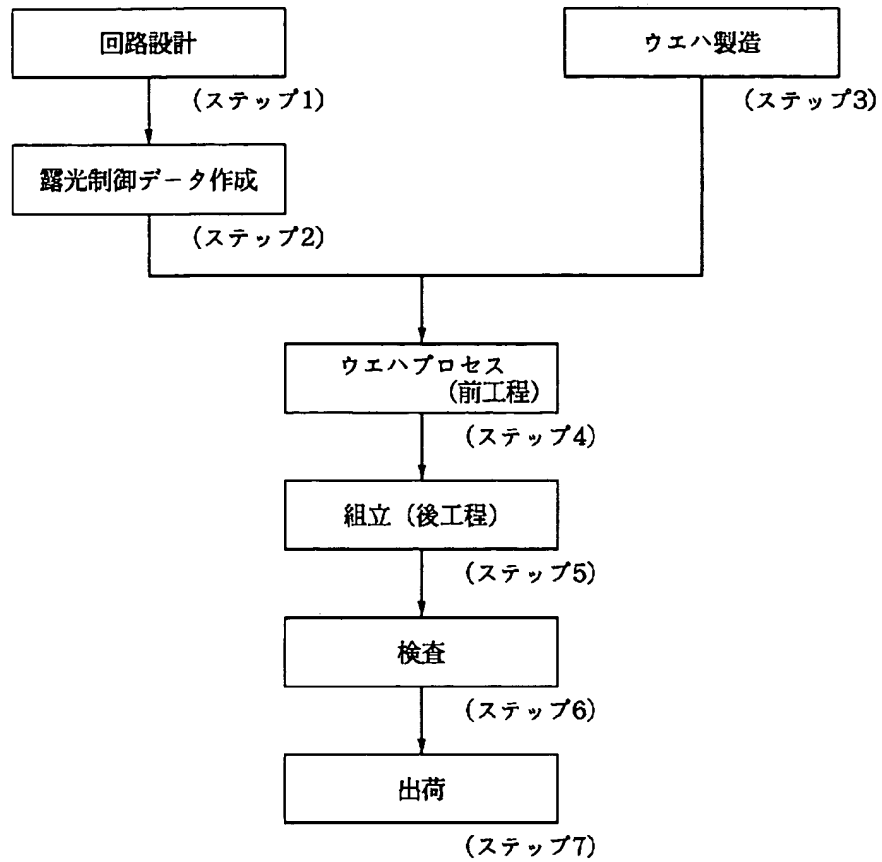 回路設計
(ステップ1)
ウエハ製造
(ステップ3)
露光制御データ作成
(ステップ2)
ウエハプロセス
(前工程)
(ステップ4)
組立 (後工程)
(ステップ5)
検査
(ステップ6)
出荷
(ステップ7)